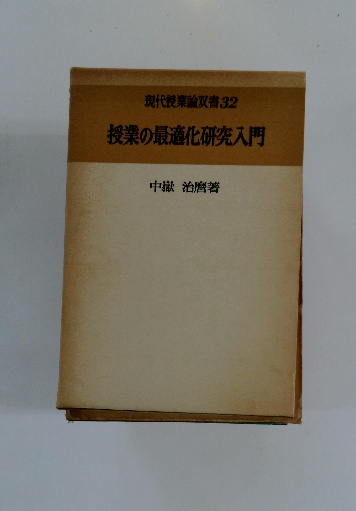 現代授業論双書32
授業の最適化研究入門
中嶽 治麿著